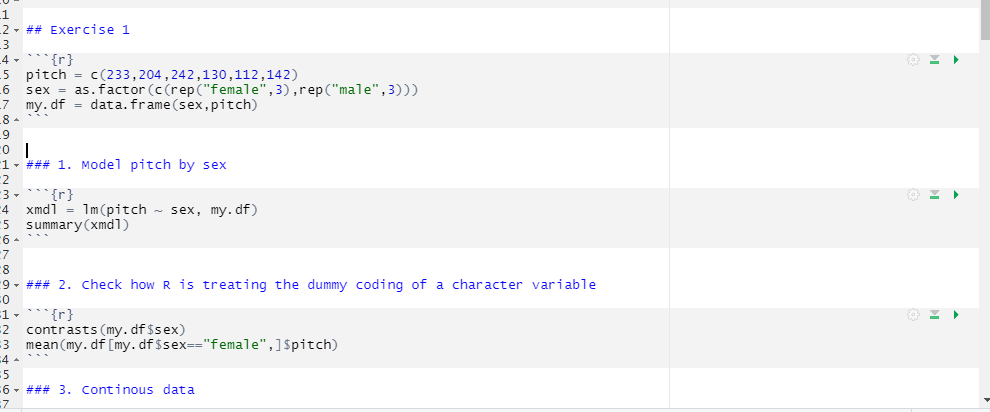 ## Exercise 1
```{r}
pitch = c(233,204,242,130,112,142)
sex = as.factor(c(rep("female",3),rep("male",3)))
my.df = data.frame(sex,pitch)
```
### 1. Model pitch by sex
```{r}
xmdl = lm(pitch ~ sex, my.df)
summary(xmdl)
```
### 2. Check how R is treating the dummy coding of a character variable
```{r}
contrasts(my.df$sex)
mean(my.df[my.df$sex=="female",]$pitch)
```
### 3. Continous data